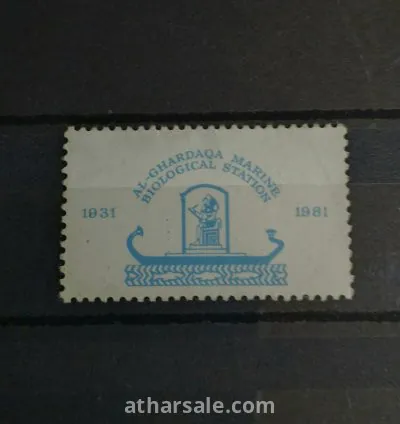 AL-GHARDAQA MARINE
BIOLOGICAL STATION
1931 1981
atharsale.com